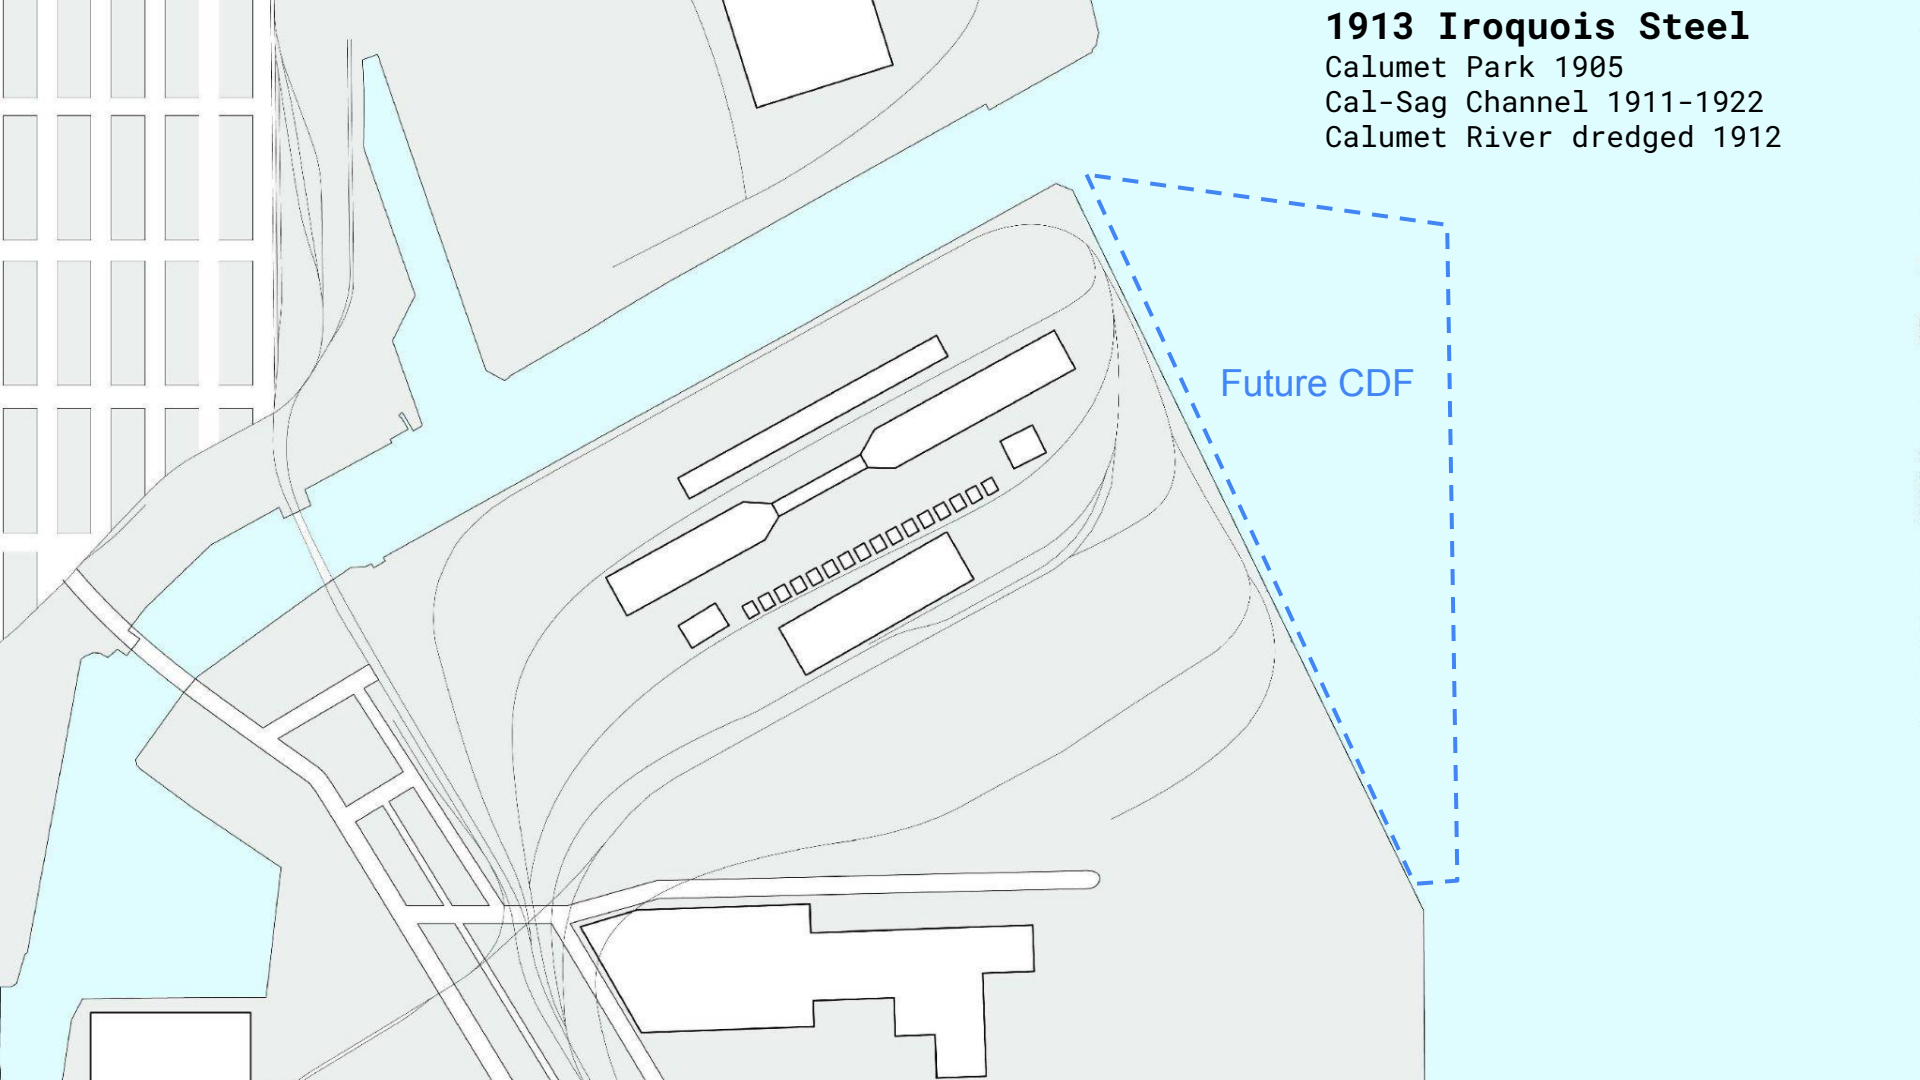 1913 Iroquois Steel
Calumet Park 1905
Cal-Sag Channel 1911-1922
Calumet River dredged 1912
Future CDF